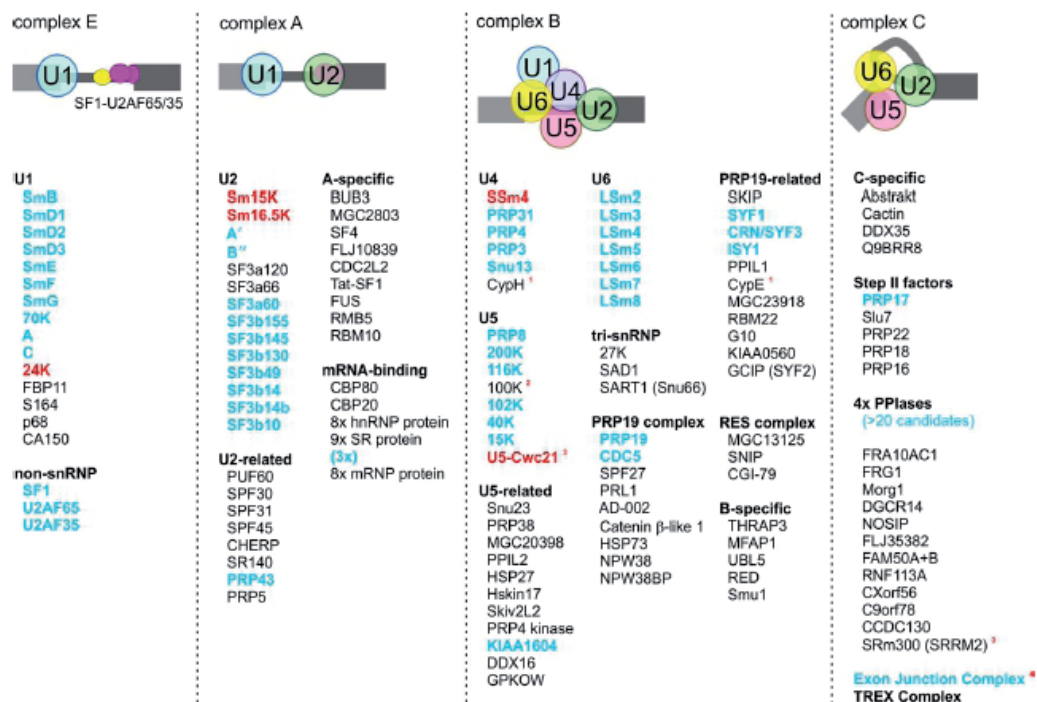 complex E
U1
SF1-U2AF65/35
U1
SmB
SmD1
SmD2
SmD3
SmE
SmF
SmG
70K
A
C
24K
FBP11
S164
p68
CA150
non-snRNP
SF1
U2AF65
U2AF35
complex A
U1
U2
U2
Sm15K
Sm16.5K
A'
B"
SF3a120
SF3a66
SF3a60
SF3b155
SF3b145
SF3b130
SF3b49
SF3b14
SF3b14b
SF3b10
U2-related
PUF60
SPF30
SPF31
SPF45
CHERP
SR140
PRP43
PRP5
A-specific
BUB3
MGC2803
SF4
FLJ10839
CDC2L2
Tat-SF1
FUS
RMB5
RBM10
mRNA-binding
CBP80
CBP20
8x hnRNP protein
9x SR protein
(3x)
8x mRNP protein
complex B
U1
U4
U6
U2
U5
U4
SSm4
PRP31
PRP4
PRP3
Snu13
CypH 1
U5
PRP8
200K
116K
100K 2
102K
40K
15K
U5-Cwc21 3
U5-related
Snu23
PRP38
MGC20398
PPIL2
HSP27
Hskin17
Skiv2L2
PRP4 kinase
KIAA1604
DDX16
GPKOW
U6
LSm2
LSm3
LSm4
LSm5
LSm6
LSm7
LSm8
tri-snRNP
27K
SAD1
SART1 (Snu66)
PRP19 complex
PRP19
CDC5
SPF27
PRL1
AD-002
Catenin β-like 1
HSP73
NPW38
NPW38BP
PRP19-related
SKIP
SYF1
CRN/SYF3
ISY1
PPIL1
CypE 1
MGC23918
RBM22
G10
KIAA0560
GCIP (SYF2)
RES complex
MGC13125
SNIP
CGI-79
B-specific
THRAP3
MFAP1
UBL5
RED
Smu1
complex C
U6
U2
U5
C-specific
Abstrakt
Cactin
DDX35
Q9BRR8
Step II factors
PRP17
Slu7
PRP22
PRP18
PRP16
4x PPIases
(>20 candidates)
FRA10AC1
FRG1
Morg1
DGCR14
NOSIP
FLJ35382
FAM50A+B
RNF113A
CXorf56
C9orf78
CCDC130
SRm300 (SRRM2) 3
Exon Junction Complex 4
TREX Complex